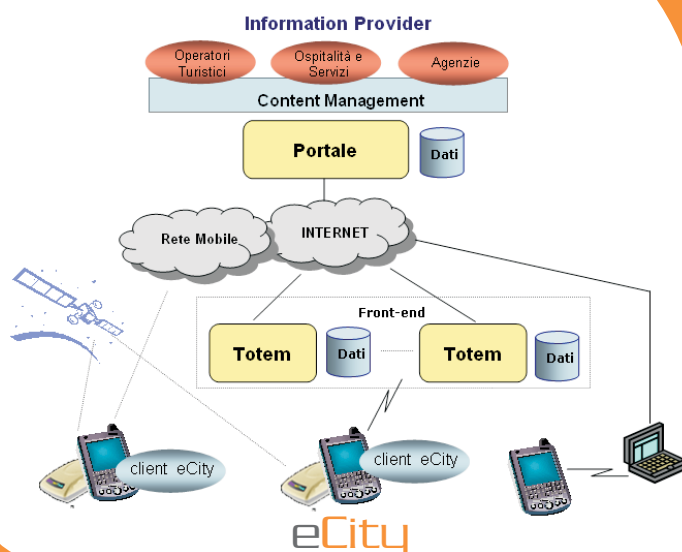 Information Provider
Operatori
Turistici
Ospitalità e
Servizi
Agenzie
Content Management
Portale
Dati
Rete Mobile
INTERNET
Front-end
Totem
Dati
Totem
Dati
client eCity
client eCity
eCity